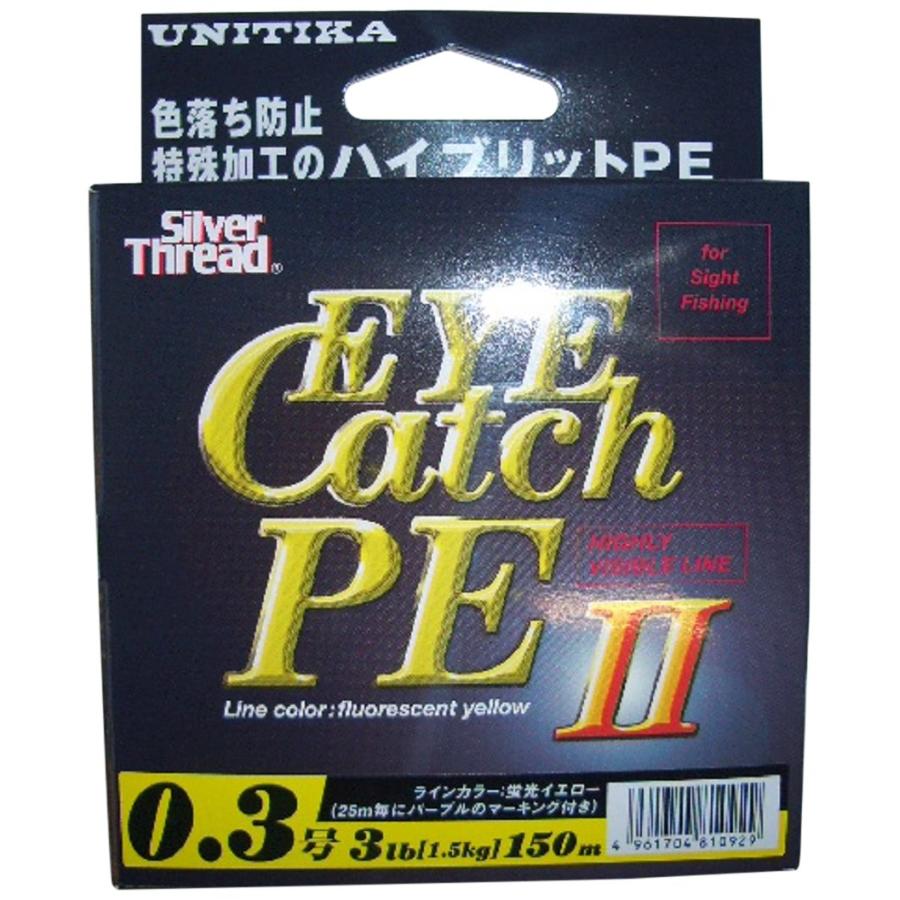 UNITIKA
色落ち防止
特殊加工のハイブリットPE
Silver
Thread®
for
Sight
Fishing
EYE
Catch
PE
HIGHLY
VISIBLE LINE
II
Line color:fluorescent yellow
0.3号 3lb[1.5kg] 150m
ラインカラー:蛍光イエロー
(25m毎にパープルのマーキング付き)
4 961704 810929